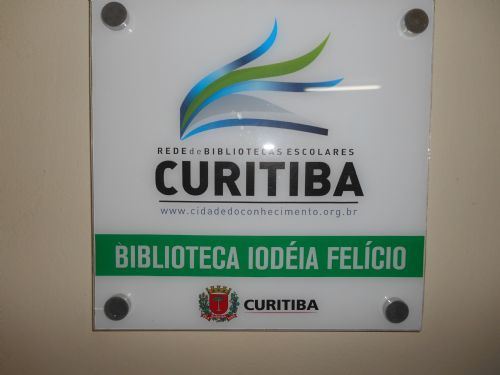 REDE de BIBLIOTECAS ESCOLARES
CURITIBA
www.cidadedoconhecimento.org.br
BIBLIOTECA IODÉIA FELÍCIO
CURITIBA